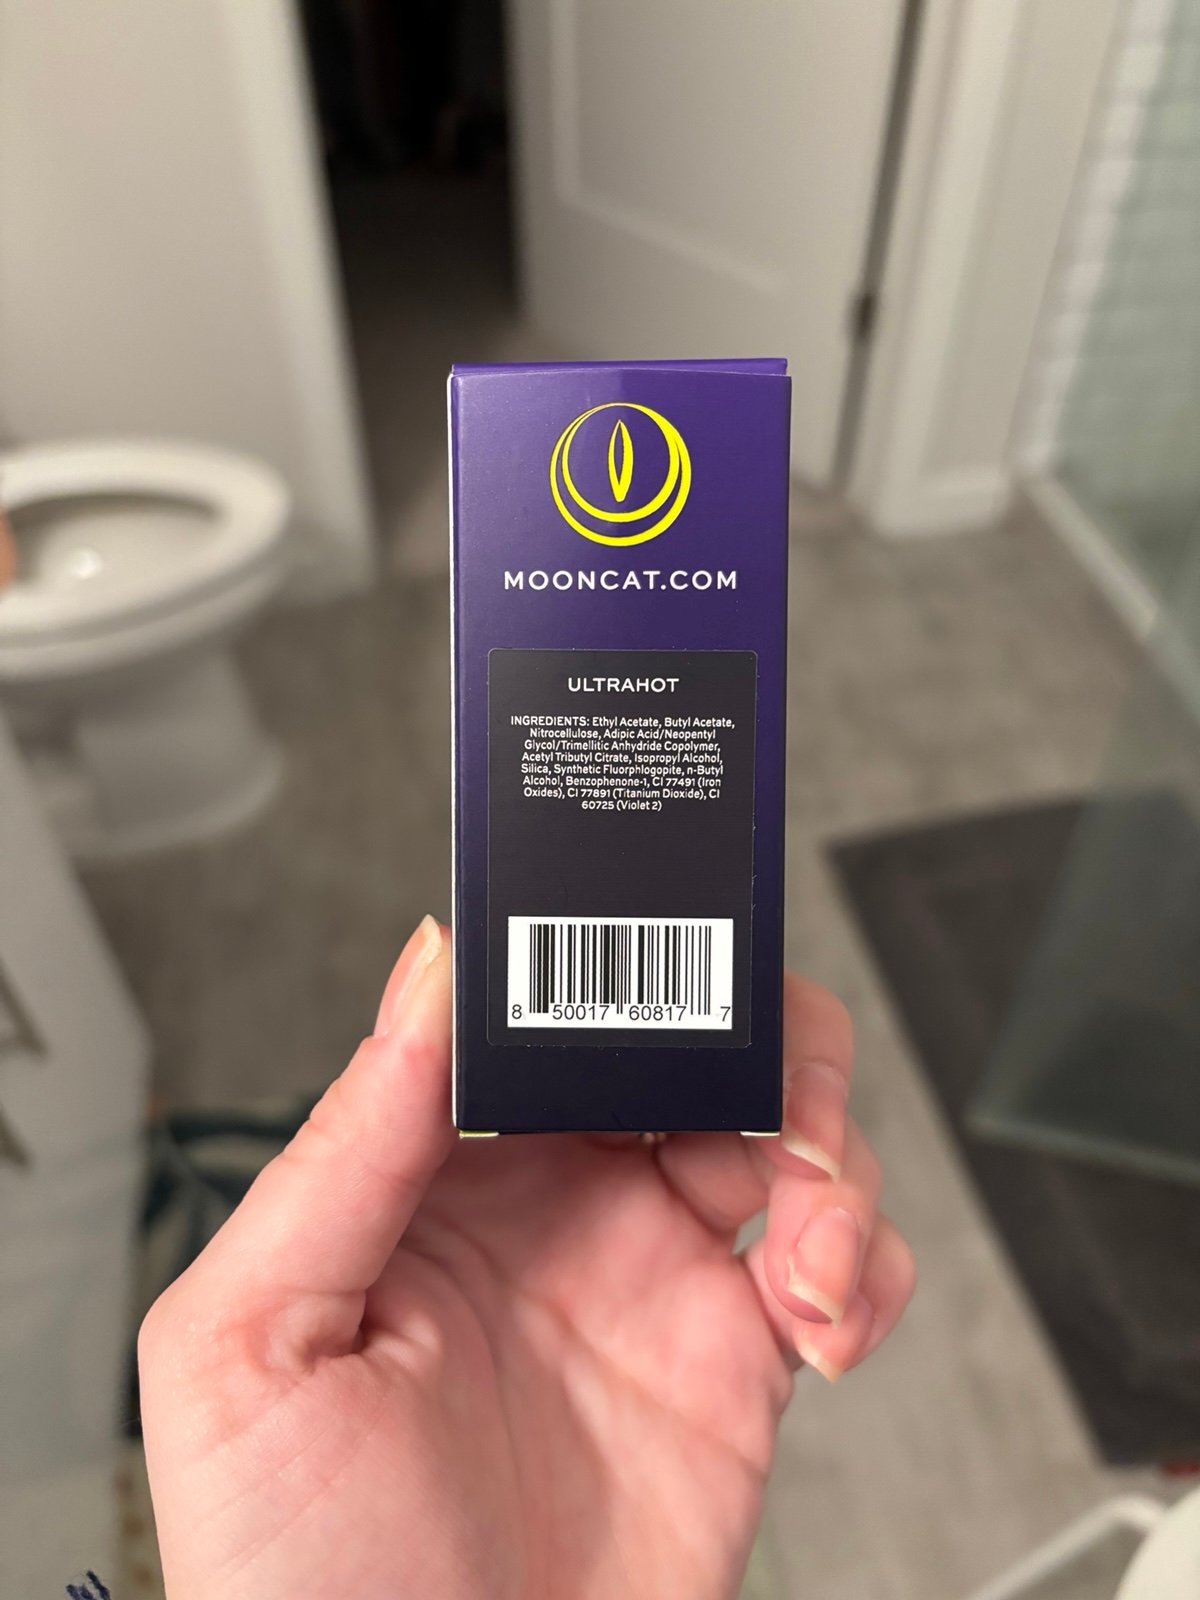 MOONCAT.COM
ULTRAHOT
INGREDIENTS: Ethyl Acetate, Butyl Acetate,
Nitrocellulose, Adipic Acid/Neopentyl
Glycol/Trimellitic Anhydride Copolymer,
Acetyl Tributyl Citrate, Isopropyl Alcohol,
Silica, Synthetic Fluorphlogopite, n-Butyl
Alcohol, Benzophenone-1, CI 77491 (Iron
Oxides), CI 77891 (Titanium Dioxide), CI
60725 (Violet 2)
8 50017 60817 7